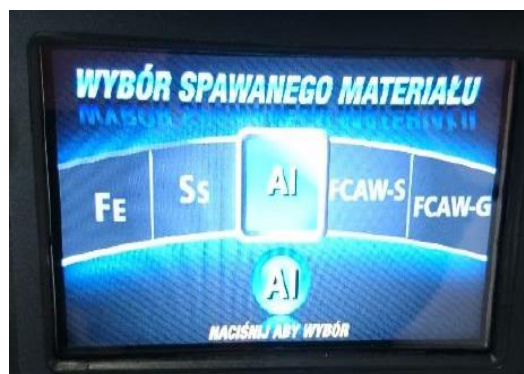 WYBÓR SPAWANEGO MATERIAŁU
FE SS Al FCAW-S FCAW-G
Al
NACIŚNIJ ABY WYBÓR